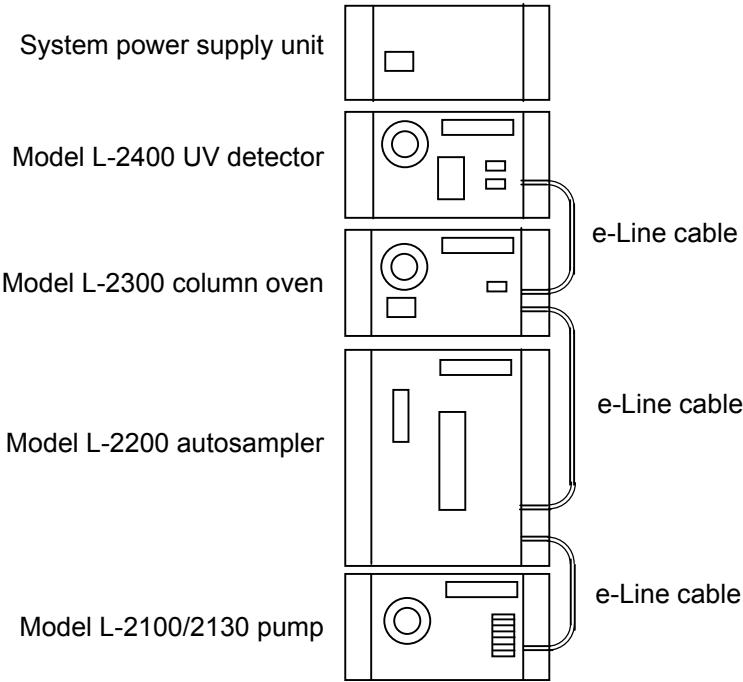 System power supply unit
Model L-2400 UV detector
e-Line cable
Model L-2300 column oven
e-Line cable
Model L-2200 autosampler
e-Line cable
Model L-2100/2130 pump